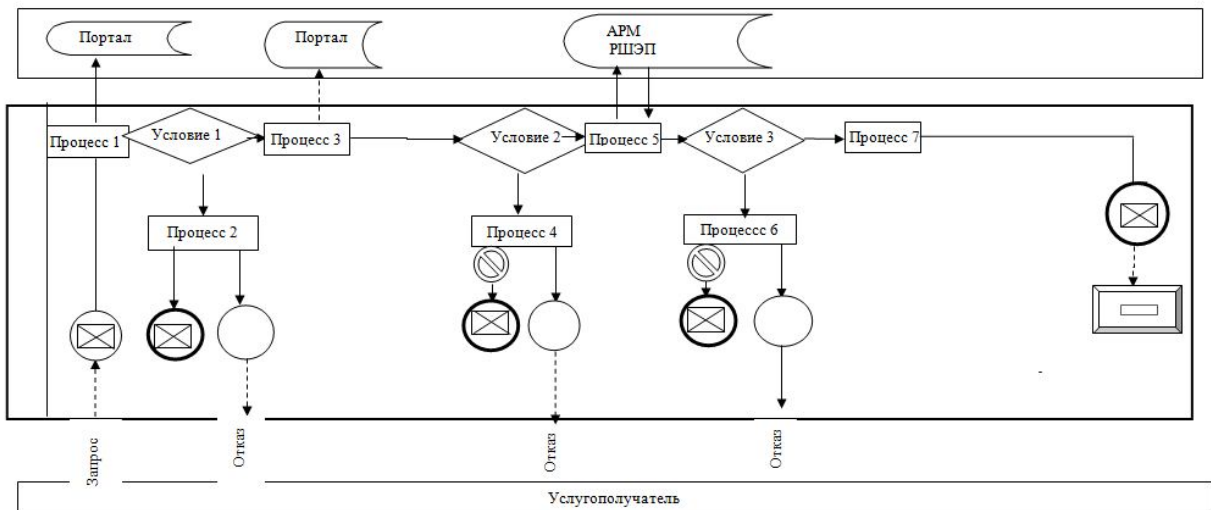 Портал
Портал
АРМ
РШЭП
Процесс 1
Условие 1
Процесс 3
Условие 2
Процесс 5
Условие 3
Процесс 7
Процесс 2
Процесс 4
Процессс 6
Запрос
Отказ
Отказ
Отказ
Услугополучатель